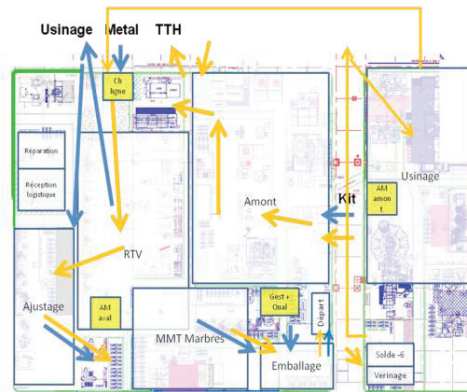 Usinage Metal TTH
Ch
ligne
Réparation
Réception
logistique
Usinage
AM
amon
t
Kit
Amont
RTV
Ajustage
AM
aval
Gest +
Qual
Départ
MMT Marbres
Emballage
Solde -6
Verinage